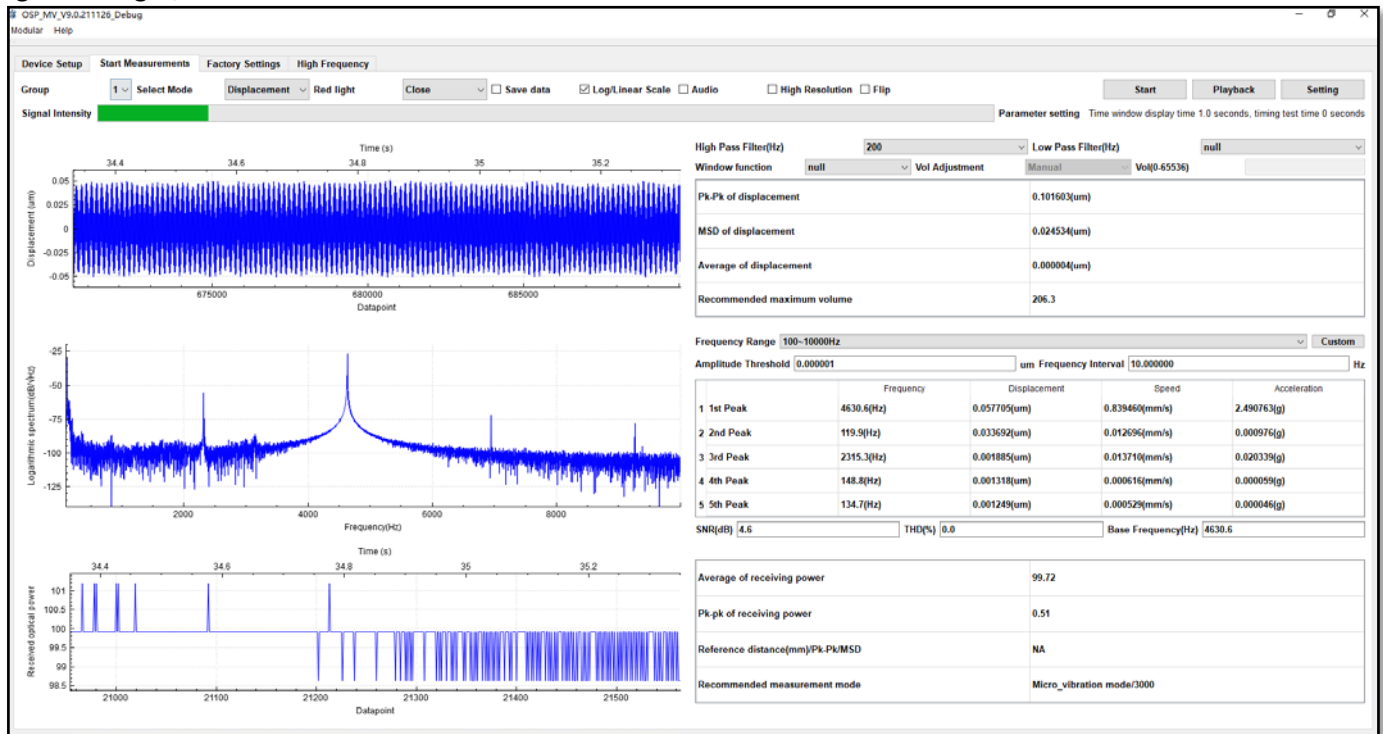 OSP_MV_V9.0.211126_Debug
Modular Help
Device Setup Start Measurements Factory Settings High Frequency
Group 1 Select Mode Displacement Red light Close Save data Log/Linear Scale Audio High Resolution Flip Start Playback Setting
Signal Intensity Parameter setting Time window display time 1.0 seconds, timing test time 0 seconds
Time (s)
34.4 34.6 34.8 35 35.2
Displacement (um)
0.05
0.025
0
-0.025
-0.05
675000 680000 685000
Datapoint
High Pass Filter(Hz) 200 Low Pass Filter(Hz) null
Window function null Vol Adjustment Manual Vol(0-65536)
Pk-Pk of displacement 0.101603(um)
MSD of displacement 0.024534(um)
Average of displacement 0.000004(um)
Recommended maximum volume 206.3
Logarithmic spectrum(dB/√Hz)
-25
-50
-75
-100
-125
2000 4000 6000 8000
Frequency(Hz)
Frequency Range 100~10000Hz Custom
Amplitude Threshold 0.000001 um Frequency Interval 10.000000 Hz
Frequency Displacement Speed Acceleration
1 1st Peak 4630.6(Hz) 0.057705(um) 0.839460(mm/s) 2.490763(g)
2 2nd Peak 119.9(Hz) 0.033692(um) 0.012696(mm/s) 0.000976(g)
3 3rd Peak 2315.3(Hz) 0.001885(um) 0.013710(mm/s) 0.020339(g)
4 4th Peak 148.8(Hz) 0.001318(um) 0.000616(mm/s) 0.000059(g)
5 5th Peak 134.7(Hz) 0.001249(um) 0.000529(mm/s) 0.000046(g)
SNR(dB) 4.6 THD(%) 0.0 Base Frequency(Hz) 4630.6
Time (s)
34.4 34.6 34.8 35 35.2
Received optical power
101
100.5
100
99.5
99
98.5
21000 21100 21200 21300 21400 21500
Datapoint
Average of receiving power 99.72
Pk-pk of receiving power 0.51
Reference distance(mm)/Pk-Pk/MSD NA
Recommended measurement mode Micro_vibration mode/3000